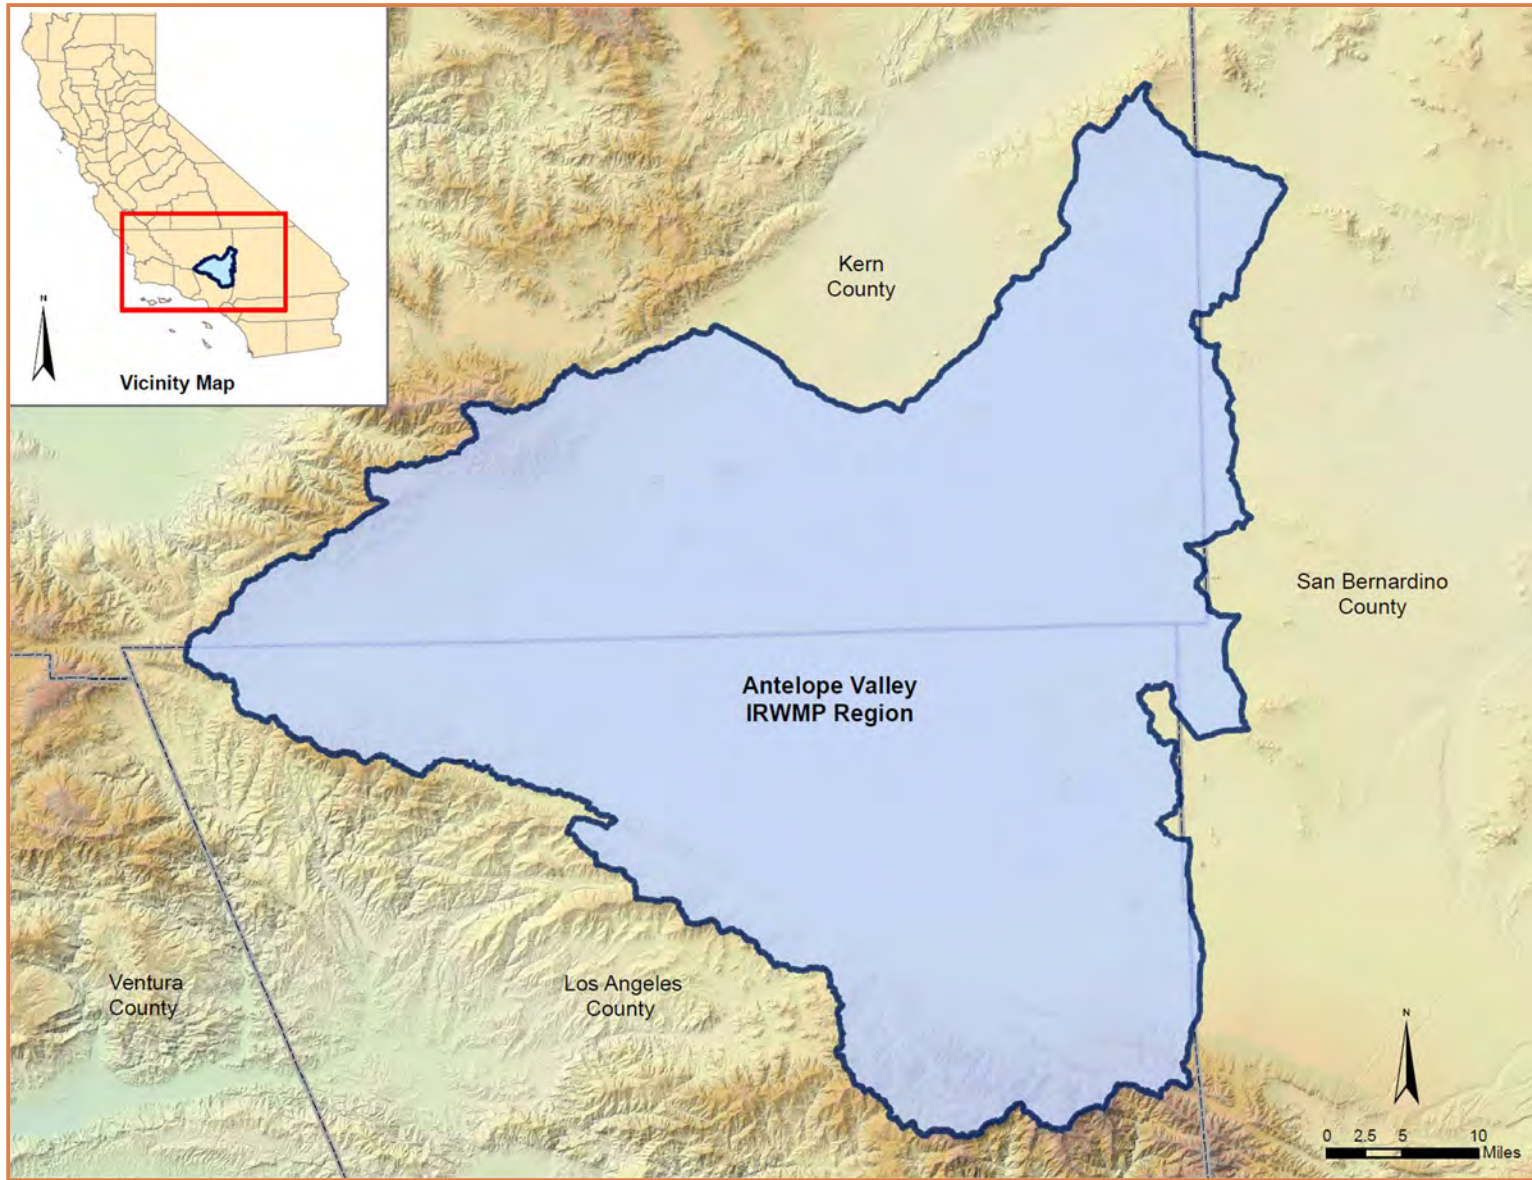 N
Vicinity Map
Kern
County
San Bernardino
County
Antelope Valley
IRWMP Region
Ventura
County
Los Angeles
County
N
0 2.5 5 10
Miles